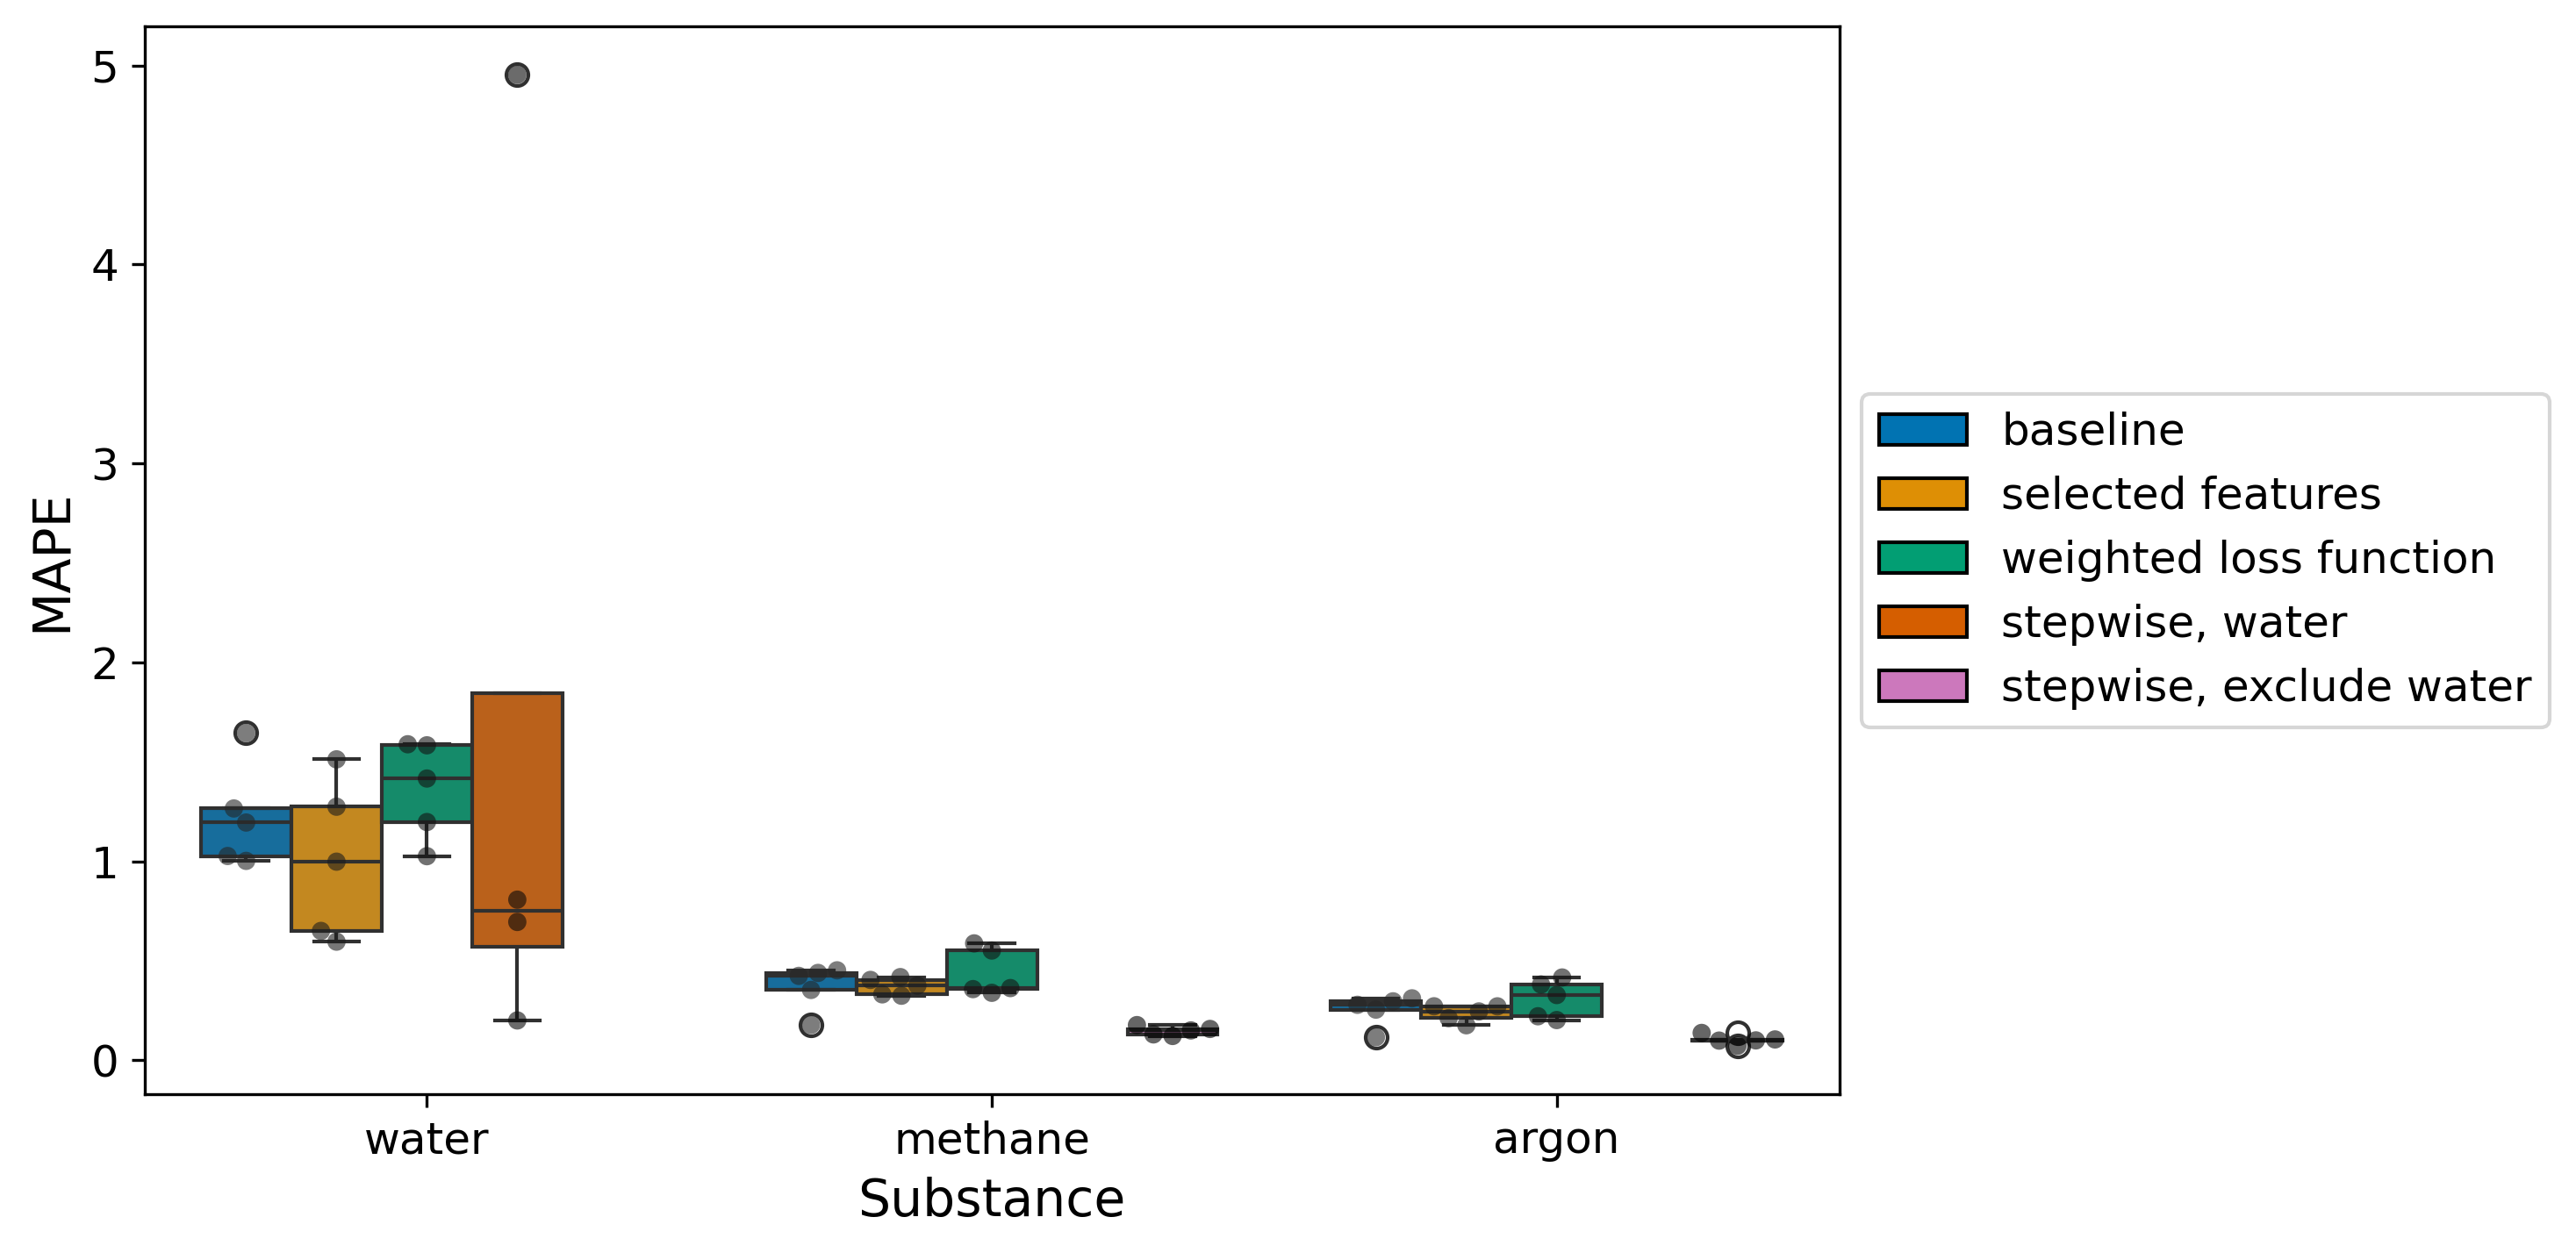 5
4
3
2
1
0
MAPE
water
methane
argon
Substance
baseline
selected features
weighted loss function
stepwise, water
stepwise, exclude water